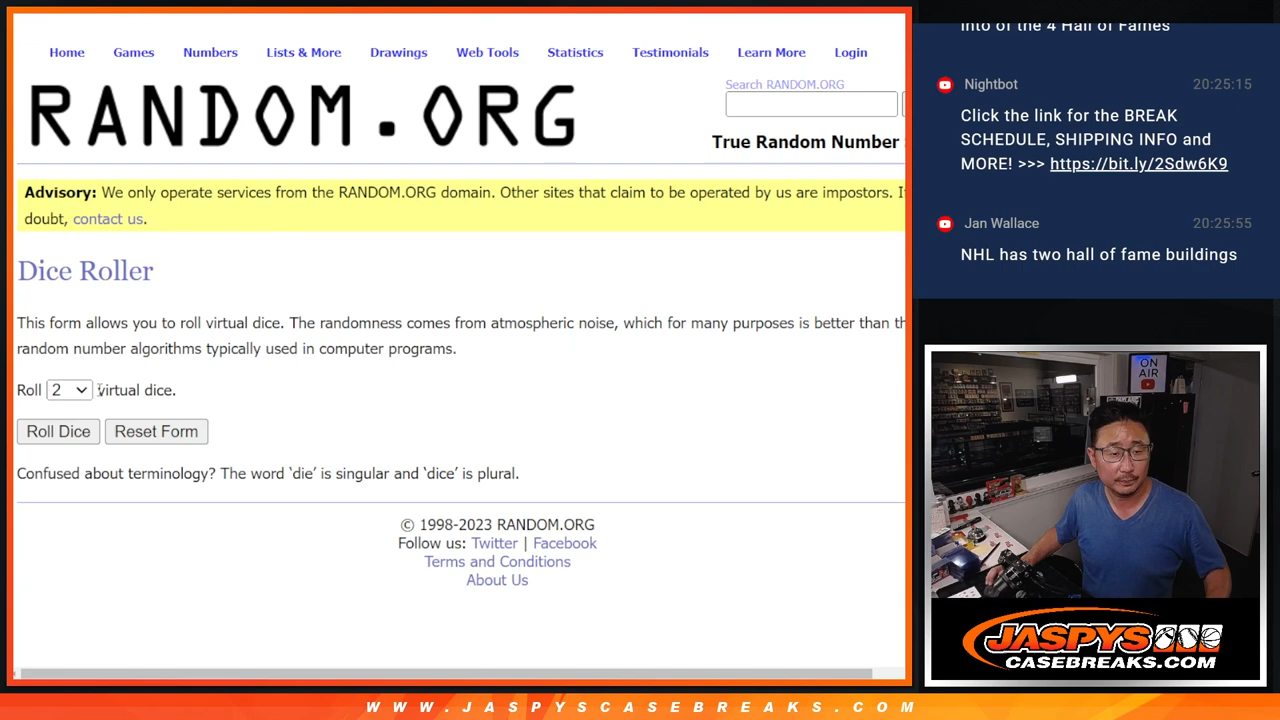 Home Games Numbers Lists & More Drawings Web Tools Statistics Testimonials Learn More Login
RANDOM.ORG
Search RANDOM.ORG
True Random Number
Advisory: We only operate services from the RANDOM.ORG domain. Other sites that claim to be operated by us are impostors. I
doubt, contact us.
Dice Roller
This form allows you to roll virtual dice. The randomness comes from atmospheric noise, which for many purposes is better than th
random number algorithms typically used in computer programs.
Roll 2 virtual dice.
Roll Dice Reset Form
Confused about terminology? The word ‘die’ is singular and ‘dice’ is plural.
© 1998-2023 RANDOM.ORG
Follow us: Twitter | Facebook
Terms and Conditions
About Us
into of the 4 Hall of Fames
Nightbot 20:25:15
Click the link for the BREAK
SCHEDULE, SHIPPING INFO and
MORE! >>> https://bit.ly/2Sdw6K9
Jan Wallace 20:25:55
NHL has two hall of fame buildings
ON
AIR
JASPYS
CASEBREAKS.COM
WWW.JASPYSCASEBREAKS.COM